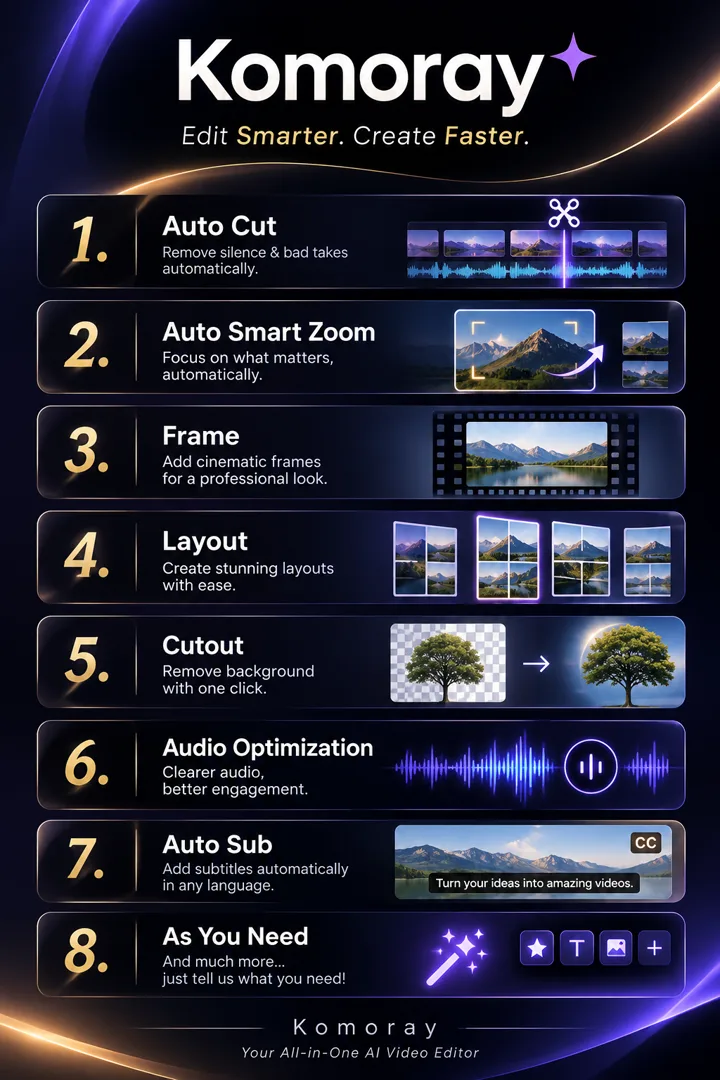 Komoray
Edit Smarter. Create Faster.
1.
Auto Cut
Remove silence & bad takes
automatically.
2.
Auto Smart Zoom
Focus on what matters,
automatically.
3.
Frame
Add cinematic frames
for a professional look.
4.
Layout
Create stunning layouts
with ease.
5.
Cutout
Remove background
with one click.
6.
Audio Optimization
Clearer audio,
better engagement.
7.
Auto Sub
Add subtitles automatically
in any language.
CC
Turn your ideas into amazing videos.
8.
As You Need
And much more...
just tell us what you need!
T
Komoray
Your All-in-One AI Video Editor